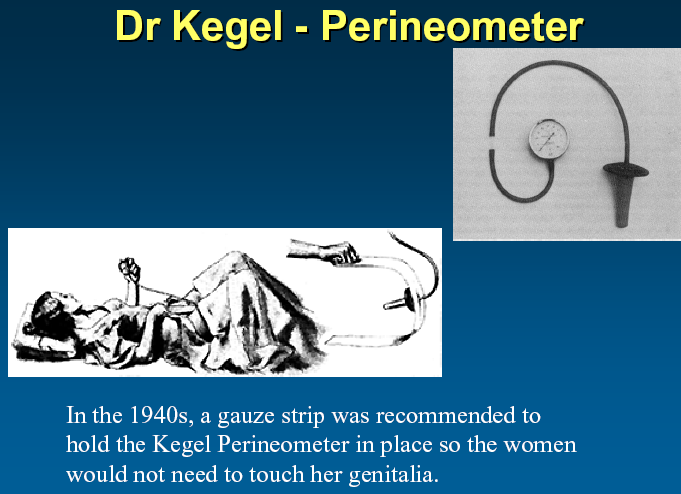 Dr Kegel - Perineometer
In the 1940s, a gauze strip was recommended to
hold the Kegel Perineometer in place so the women
would not need to touch her genitalia.